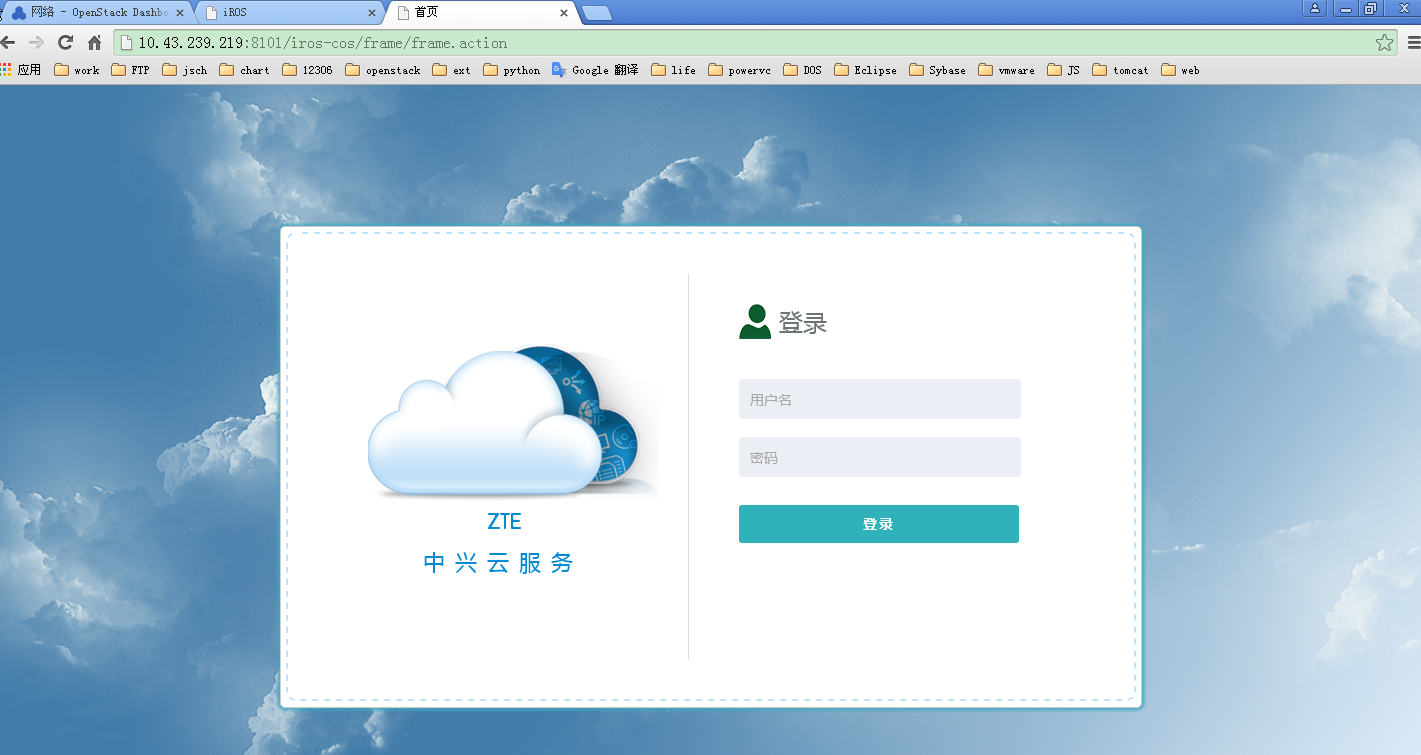 网络 - OpenStack Dashbo
iROS
首页
10.43.239.219:8101/iros-cos/frame/frame.action
应用 work FTP jsch chart 12306 openstack ext python Google 翻译 life powervc DOS Eclipse Sybase vmware JS tomcat web
登录
用户名
密码
登录
ZTE
中兴云服务